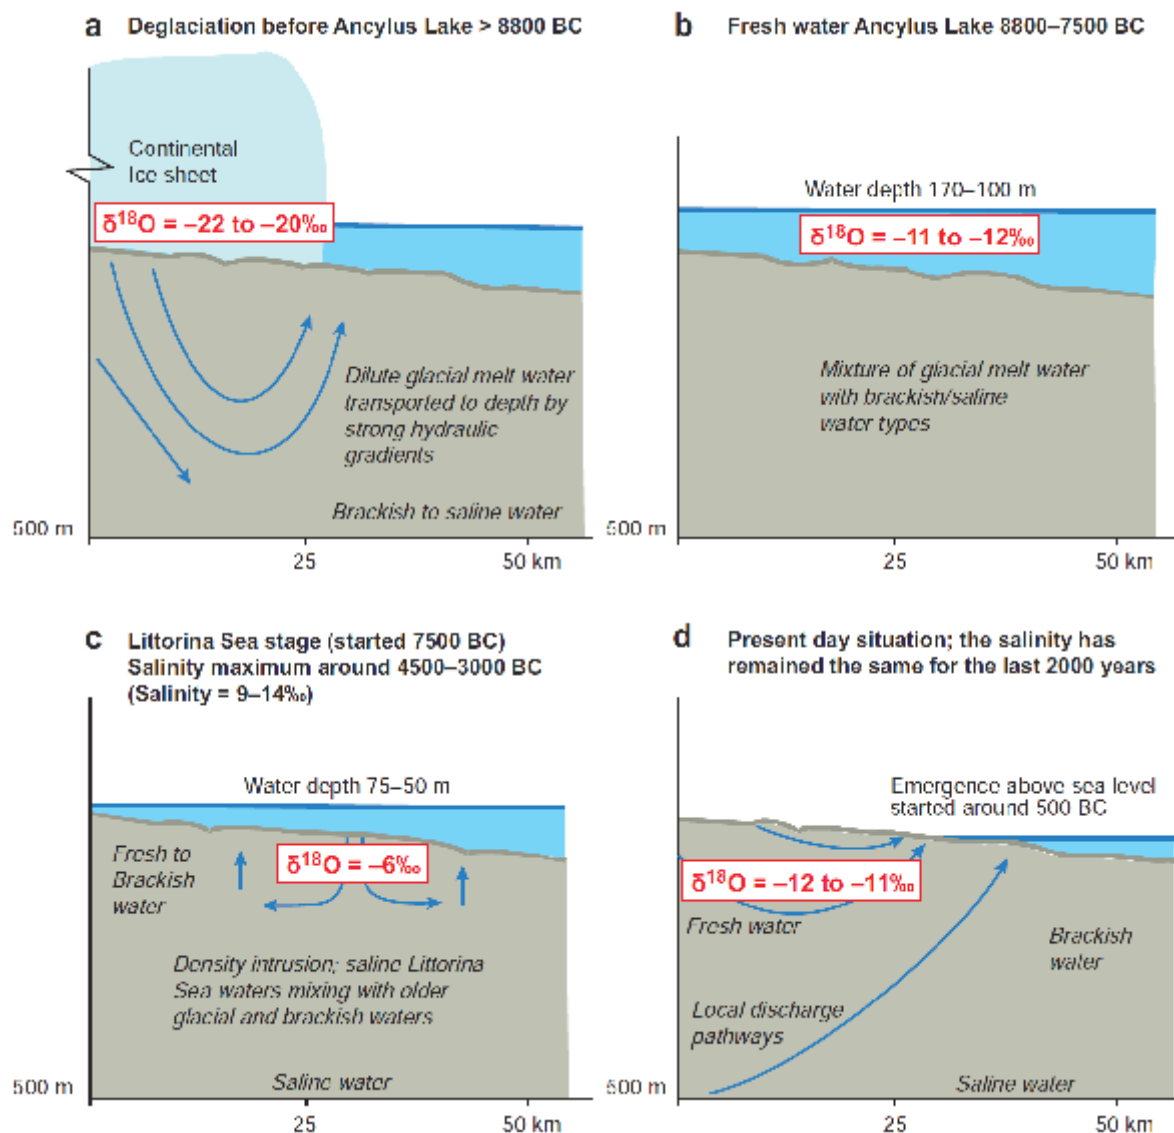 a Deglaciation before Ancylus Lake > 8800 BC
Continental
Ice sheet
δ¹⁸O = –22 to –20‰
Dilute glacial melt water
transported to depth by
strong hydraulic
gradients
Brackish to saline water
500 m
25
50 km
b Fresh water Ancylus Lake 8800–7500 BC
Water depth 170–100 m
δ¹⁸O = –11 to –12‰
Mixture of glacial melt water
with brackish/saline
water types
500 m
25
50 km
c Littorina Sea stage (started 7500 BC)
Salinity maximum around 4500–3000 BC
(Salinity = 9–14‰)
Water depth 75–50 m
Fresh to
Brackish
water
δ¹⁸O = –6‰
Density intrusion; saline Littorina
Sea waters mixing with older
glacial and brackish waters
Saline water
500 m
25
50 km
d Present day situation; the salinity has
remained the same for the last 2000 years
Emergence above sea level
started around 500 BC
δ¹⁸O = –12 to –11‰
Fresh water
Brackish
water
Local discharge
pathways
Saline water
500 m
25
50 km